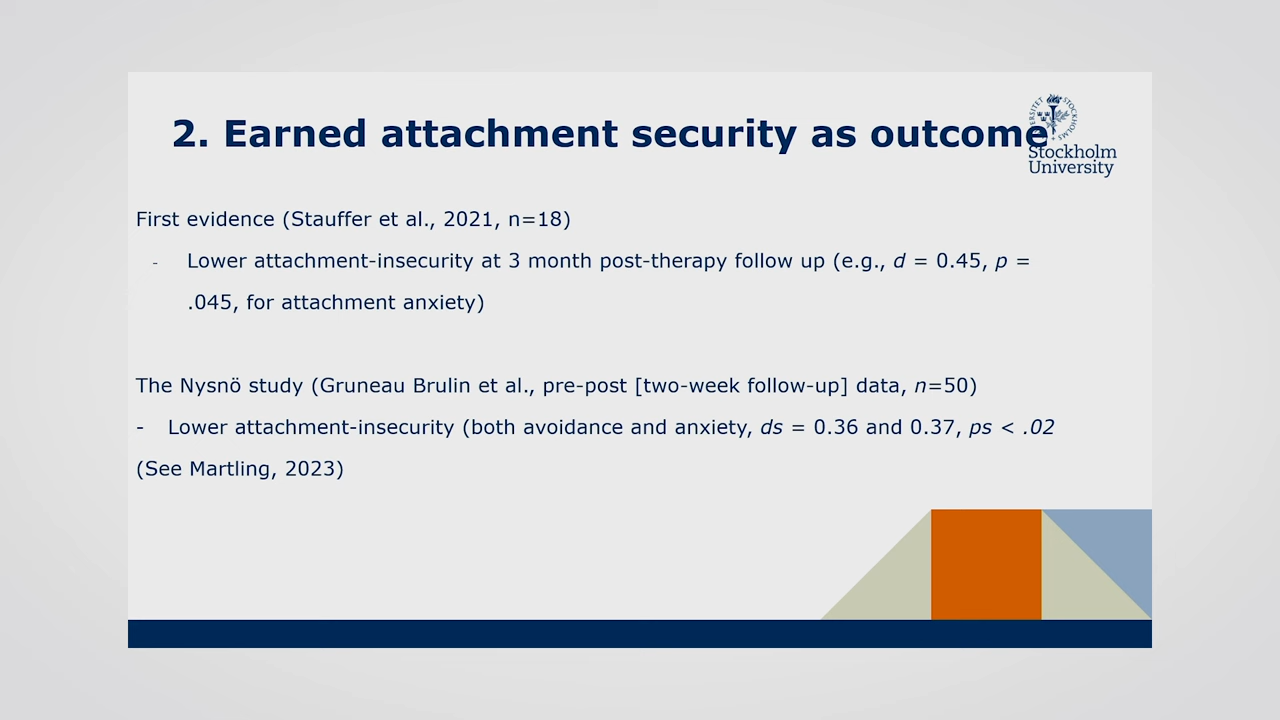 2. Earned attachment security as outcome
Stockholm
University
First evidence (Stauffer et al., 2021, n=18)
- Lower attachment-insecurity at 3 month post-therapy follow up (e.g., d = 0.45, p =
.045, for attachment anxiety)
The Nysnö study (Gruneau Brulin et al., pre-post [two-week follow-up] data, n=50)
- Lower attachment-insecurity (both avoidance and anxiety, ds = 0.36 and 0.37, ps < .02
(See Martling, 2023)